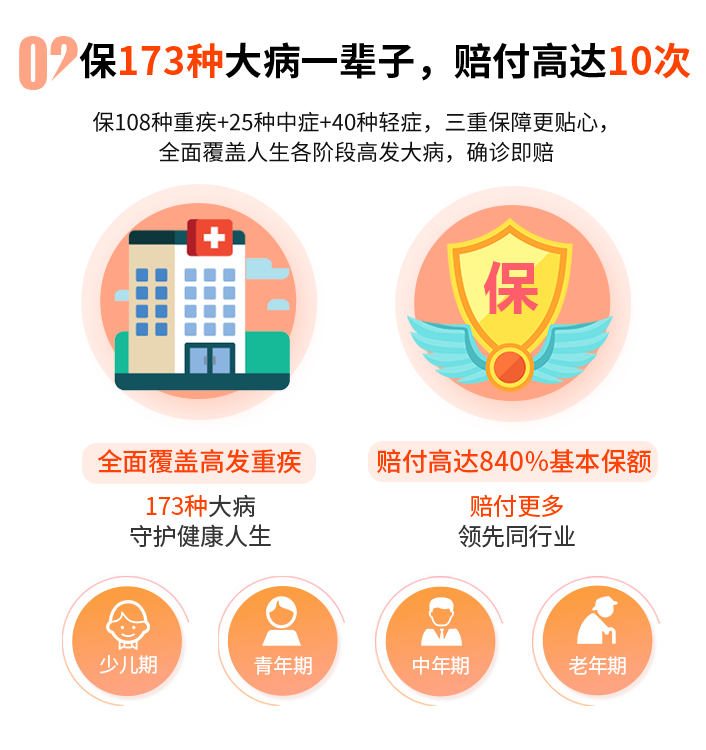 02保173种大病一辈子，赔付高达10次
保108种重疾+25种中症+40种轻症，三重保障更贴心，
全面覆盖人生各阶段高发大病，确诊即赔
保
全面覆盖高发重疾
赔付高达840%基本保额
173种大病
守护健康人生
赔付更多
领先同行业
少儿期
青年期
中年期
老年期